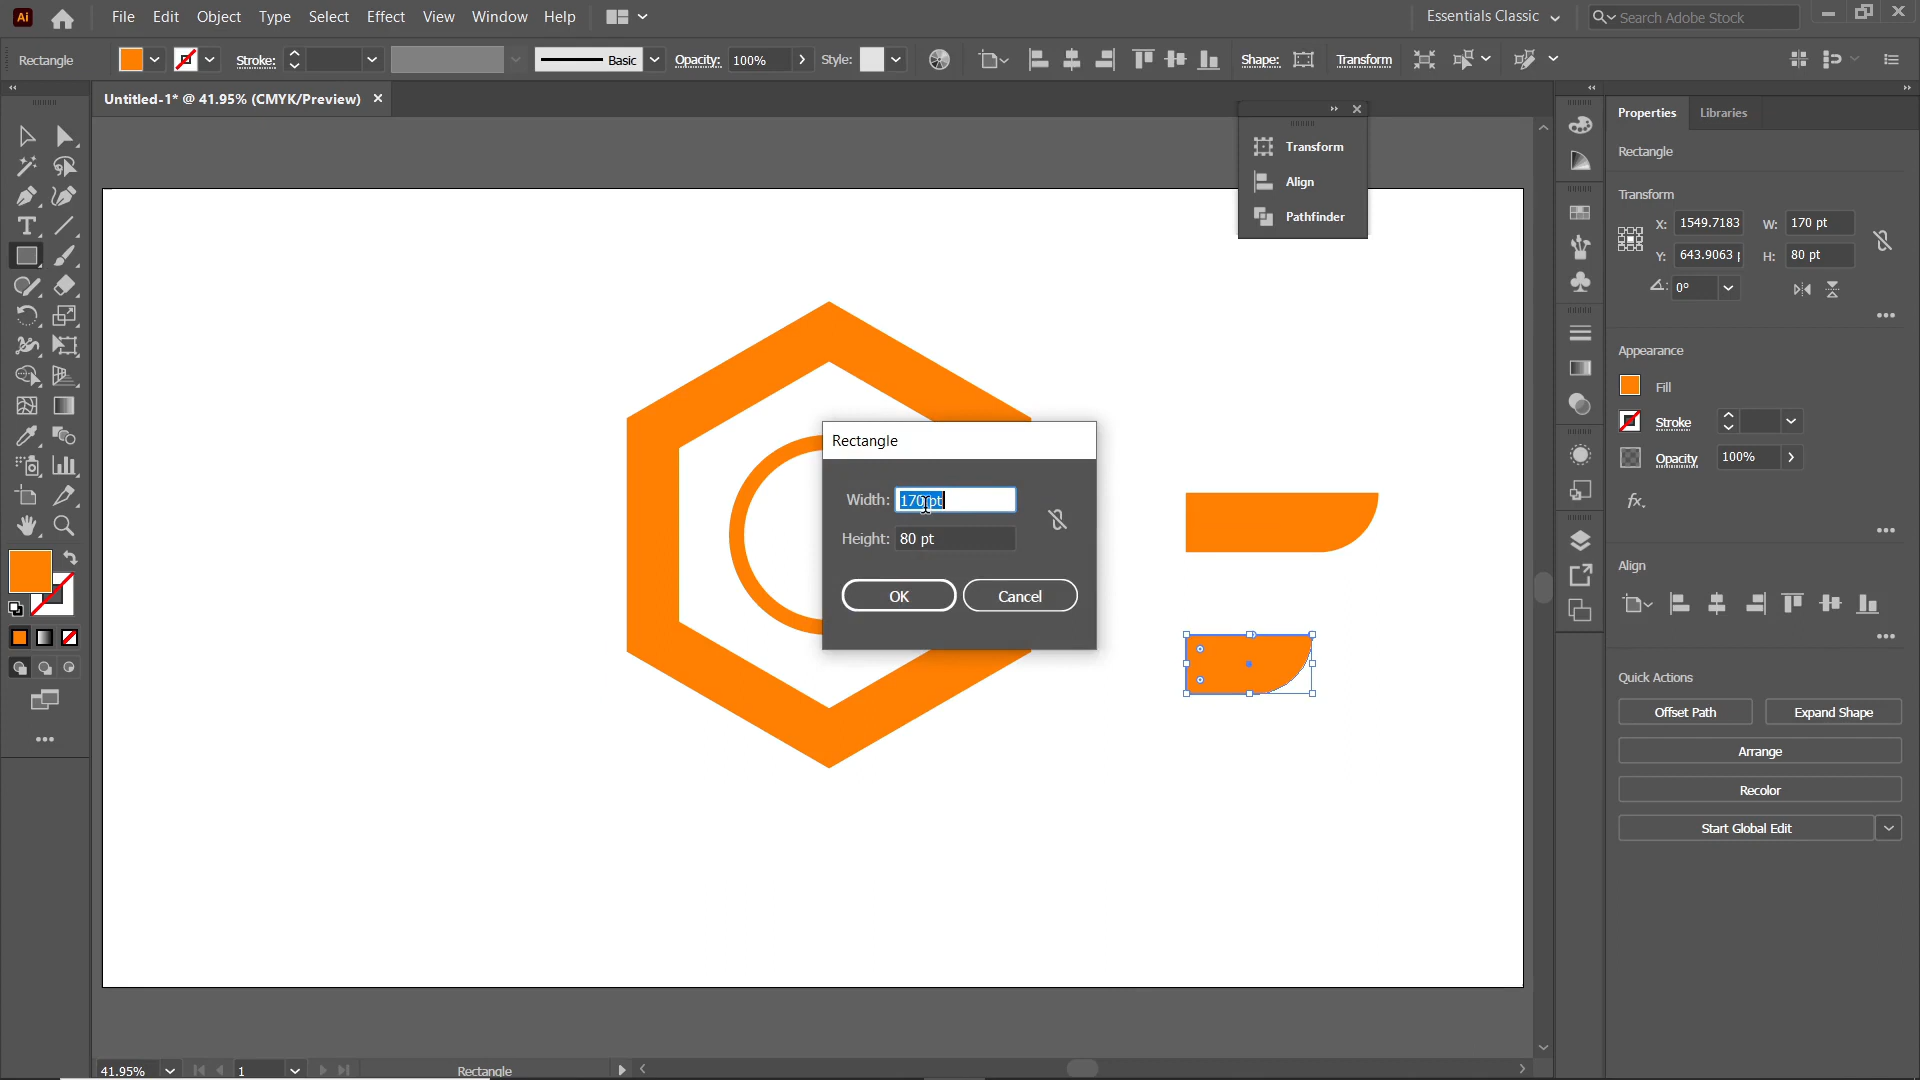 Ai File Edit Object Type Select Effect View Window Help Essentials Classic Search Adobe Stock
Rectangle Stroke: Basic Opacity: 100% Style: Shape: Transform
Untitled-1* @ 41.95% (CMYK/Preview)
Transform
Align
Pathfinder
Rectangle
Width: 170 pt
Height: 80 pt
OK Cancel
Properties Libraries
Rectangle
Transform
X: 1549.7183 W: 170 pt
Y: 643.9063 H: 80 pt
0°
Appearance
Fill
Stroke
Opacity 100%
fx.
Align
Quick Actions
Offset Path Expand Shape
Arrange
Recolor
Start Global Edit
41.95% 1 Rectangle